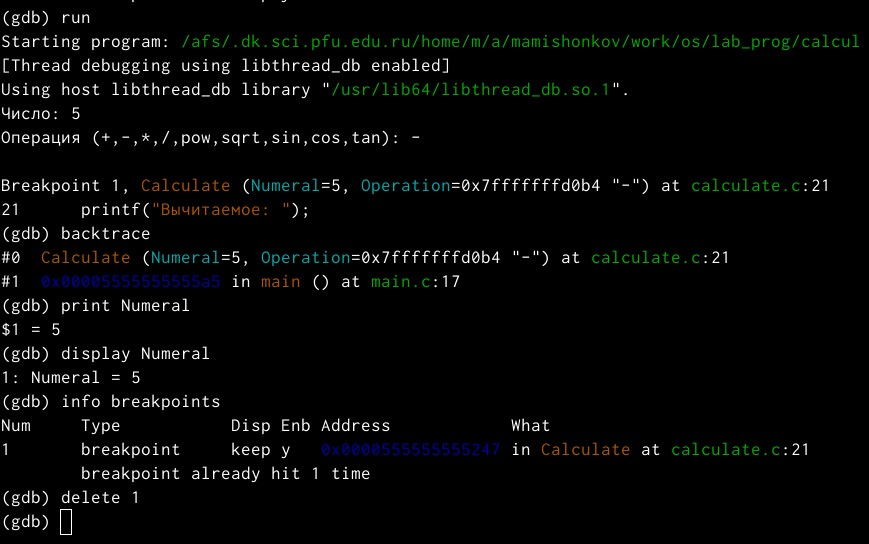 (gdb) run
Starting program: /afs/.dk.sci.pfu.edu.ru/home/m/a/mamishonkov/work/os/lab_prog/calcul
[Thread debugging using libthread_db enabled]
Using host libthread_db library "/usr/lib64/libthread_db.so.1".
Число: 5
Операция (+,-,*,/,pow,sqrt,sin,cos,tan): -
Breakpoint 1, Calculate (Numeral=5, Operation=0x7fffffffd0b4 "-") at calculate.c:21
21      printf("Вычитаемое: ");
(gdb) backtrace
#0  Calculate (Numeral=5, Operation=0x7fffffffd0b4 "-") at calculate.c:21
#1  0x00005555555555a5 in main () at main.c:17
(gdb) print Numeral
$1 = 5
(gdb) display Numeral
1: Numeral = 5
(gdb) info breakpoints
Num     Type           Disp Enb Address            What
1       breakpoint     keep y   0x0000555555555247 in Calculate at calculate.c:21
        breakpoint already hit 1 time
(gdb) delete 1
(gdb)